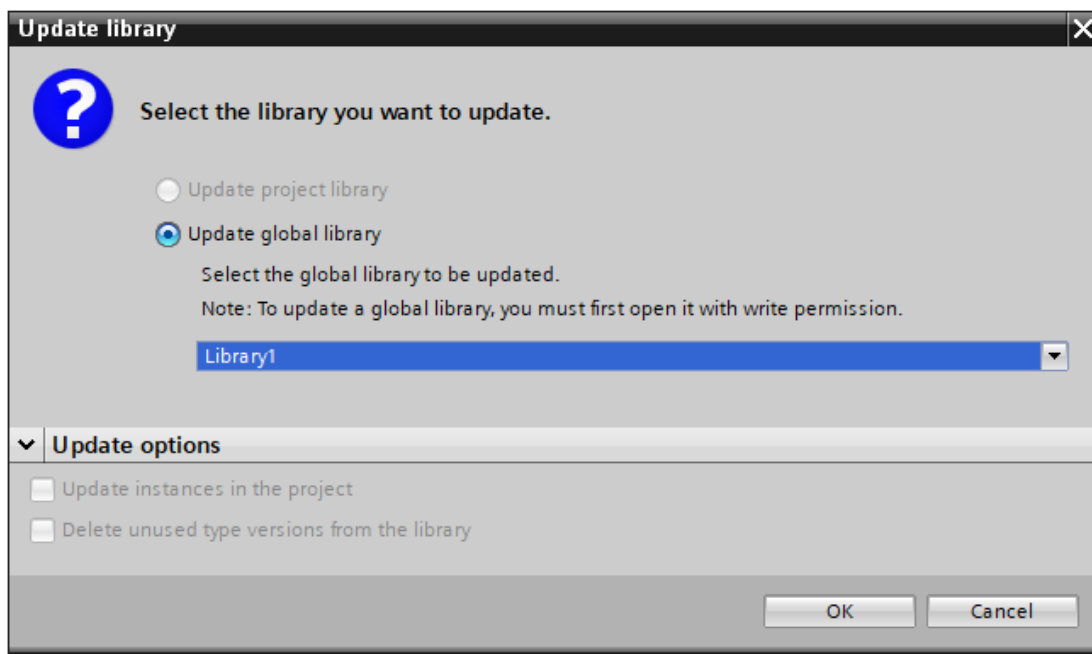 Update library
Select the library you want to update.
Update project library
Update global library
Select the global library to be updated.
Note: To update a global library, you must first open it with write permission.
Library1
Update options
Update instances in the project
Delete unused type versions from the library
OK Cancel